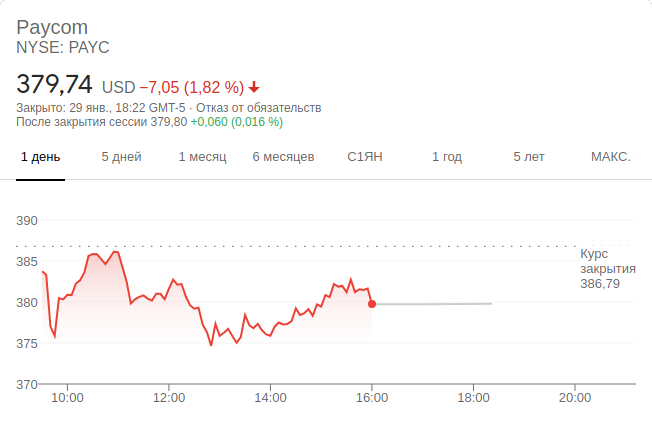 Paycom
NYSE: PAYC
379,74 USD −7,05 (1,82 %)
Закрыто: 29 янв., 18:22 GMT-5 · Отказ от обязательств
После закрытия сессии 379,80 +0,060 (0,016 %)
1 день 5 дней 1 месяц 6 месяцев С1ЯН 1 год 5 лет МАКС.
390
Курс
385
закрытия
386,79
380
375
370
10:00 12:00 14:00 16:00 18:00 20:00